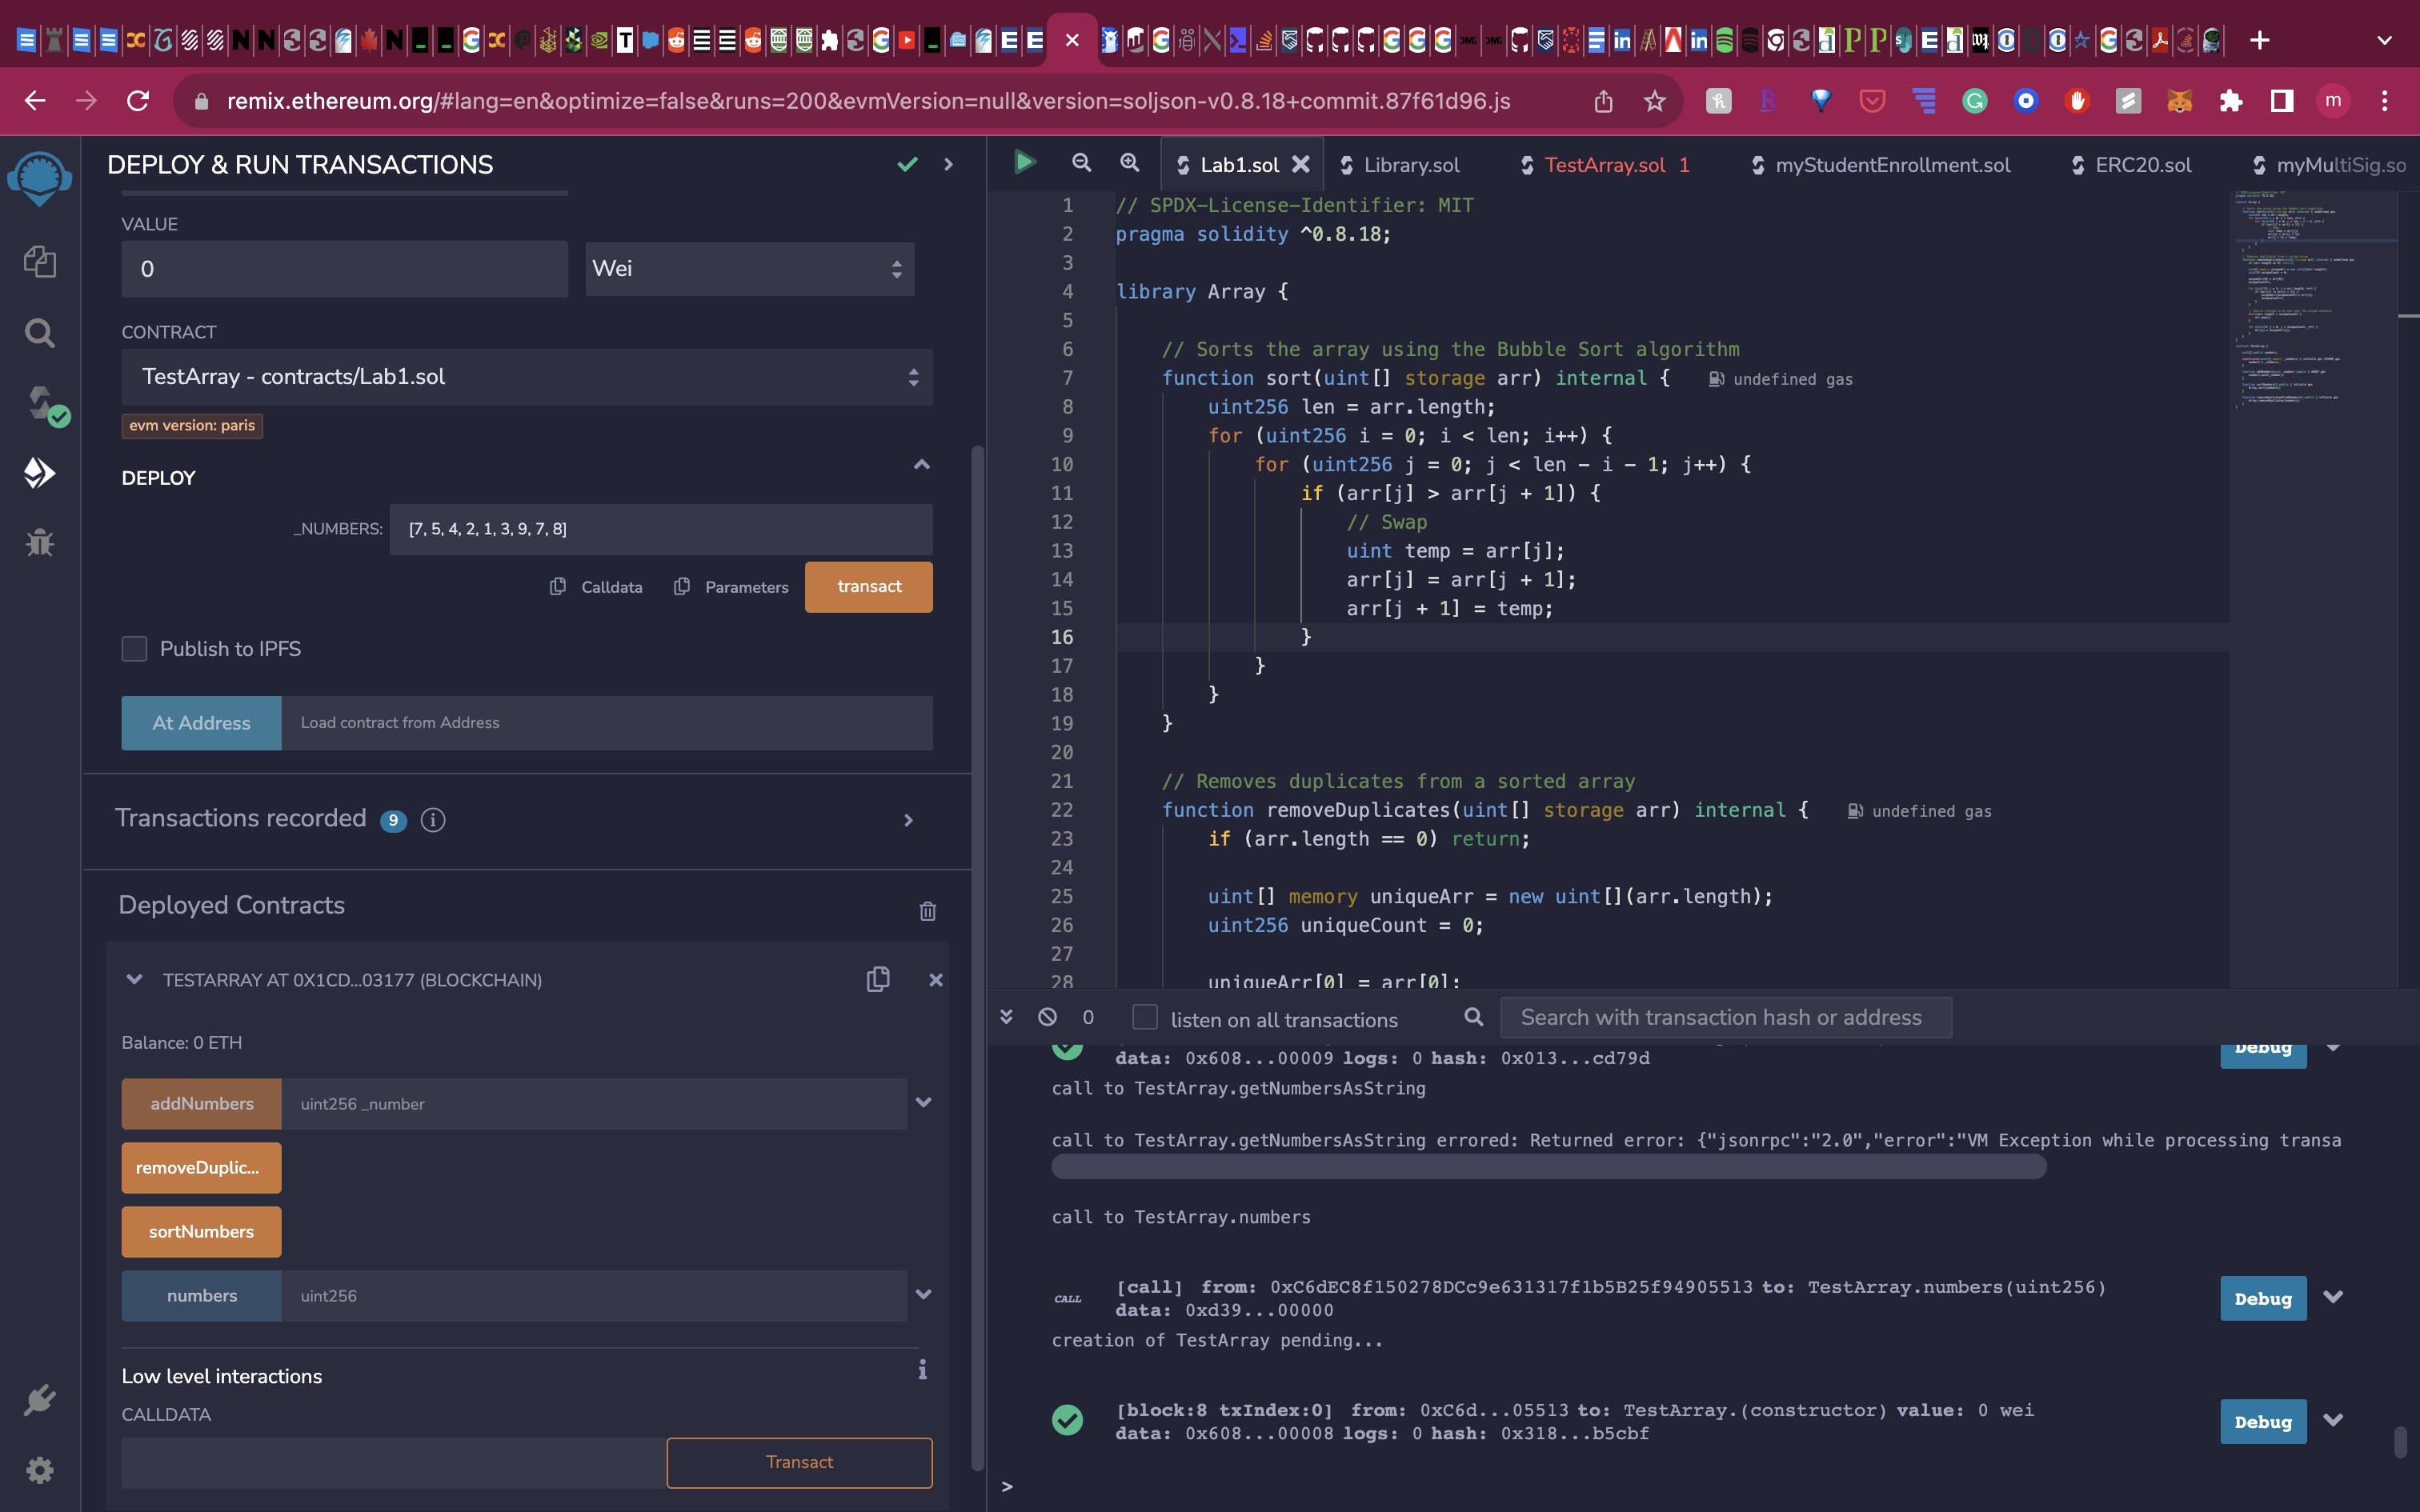 remix.ethereum.org/#lang=en&optimize=false&runs=200&evmVersion=null&version=soljson-v0.8.18+commit.87f61d96.js
m
DEPLOY & RUN TRANSACTIONS
VALUE
0
Wei
CONTRACT
TestArray - contracts/Lab1.sol
evm version: paris
DEPLOY
_NUMBERS: [7, 5, 4, 2, 1, 3, 9, 7, 8]
Calldata
Parameters
transact
Publish to IPFS
At Address
Load contract from Address
Transactions recorded 9 i
Deployed Contracts
TESTARRAY AT 0X1CD...03177 (BLOCKCHAIN)
Balance: 0 ETH
addNumbers
uint256 _number
removeDuplic...
sortNumbers
numbers
uint256
Low level interactions
CALLDATA
Transact
Lab1.sol
Library.sol
TestArray.sol 1
myStudentEnrollment.sol
ERC20.sol
myMultiSig.so
1 // SPDX-License-Identifier: MIT
2 pragma solidity ^0.8.18;
3
4 library Array {
5
6 // Sorts the array using the Bubble Sort algorithm
7 function sort(uint[] storage arr) internal { undefined gas
8 uint256 len = arr.length;
9 for (uint256 i = 0; i < len; i++) {
10 for (uint256 j = 0; j < len - i - 1; j++) {
11 if (arr[j] > arr[j + 1]) {
12 // Swap
13 uint temp = arr[j];
14 arr[j] = arr[j + 1];
15 arr[j + 1] = temp;
16 }
17 }
18 }
19 }
20
21 // Removes duplicates from a sorted array
22 function removeDuplicates(uint[] storage arr) internal { undefined gas
23 if (arr.length == 0) return;
24
25 uint[] memory uniqueArr = new uint[](arr.length);
26 uint256 uniqueCount = 0;
27
28 uniqueArr[0] = arr[0];
0
listen on all transactions
Search with transaction hash or address
data: 0x608...00009 logs: 0 hash: 0x013...cd79d
Debug
call to TestArray.getNumbersAsString
call to TestArray.getNumbersAsString errored: Returned error: {"jsonrpc":"2.0","error":"VM Exception while processing transa
call to TestArray.numbers
CALL
[call] from: 0xC6dEC8f150278DCc9e631317f1b5B25f94905513 to: TestArray.numbers(uint256)
data: 0xd39...00000
Debug
creation of TestArray pending...
[block:8 txIndex:0] from: 0xC6d...05513 to: TestArray.(constructor) value: 0 wei
data: 0x608...00008 logs: 0 hash: 0x318...b5cbf
Debug
>